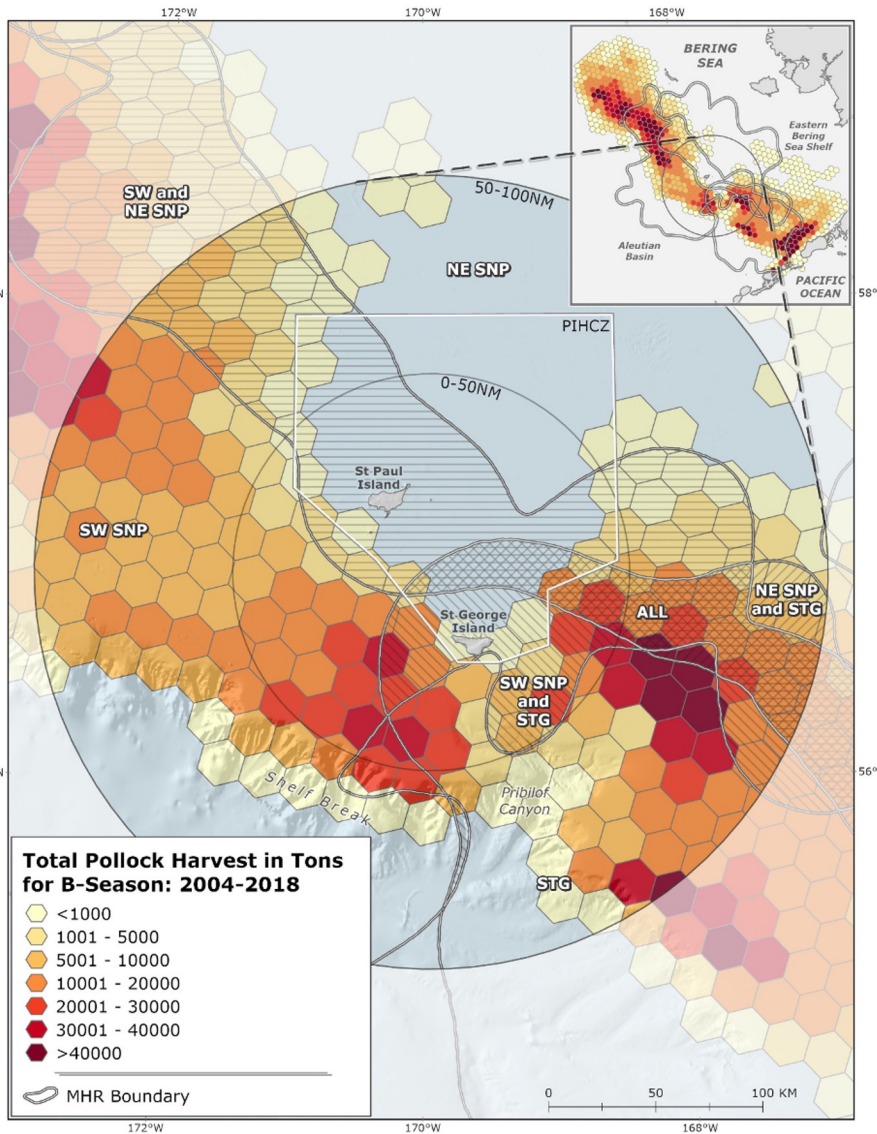 172°W
170°W
168°W
BERING
SEA
Eastern
Bering
Sea Shelf
Aleutian
Basin
PACIFIC
OCEAN
SW and
NE SNP
50-100NM
NE SNP
58°
PIHCZ
0-50NM
St Paul
Island
SW SNP
NE SNP
and STG
ALL
St George
Island
SW SNP
and
STG
56°
Shelf Break
Pribilof
Canyon
STG
Total Pollock Harvest in Tons
for B-Season: 2004-2018
<1000
1001 - 5000
5001 - 10000
10001 - 20000
20001 - 30000
30001 - 40000
>40000
MHR Boundary
0 50 100 KM
172°W
170°W
168°W